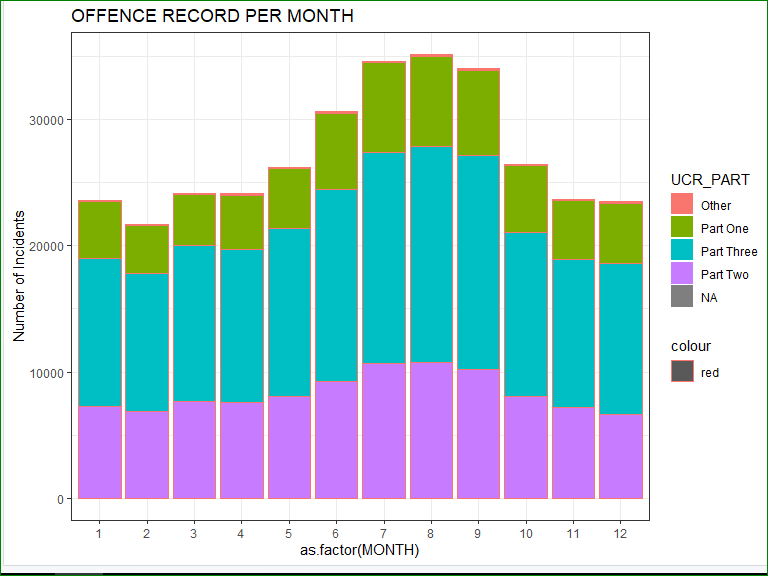 OFFENCE RECORD PER MONTH
Number of Incidents
30000
20000
10000
0
1 2 3 4 5 6 7 8 9 10 11 12
as.factor(MONTH)
UCR_PART
Other
Part One
Part Three
Part Two
NA
colour
red